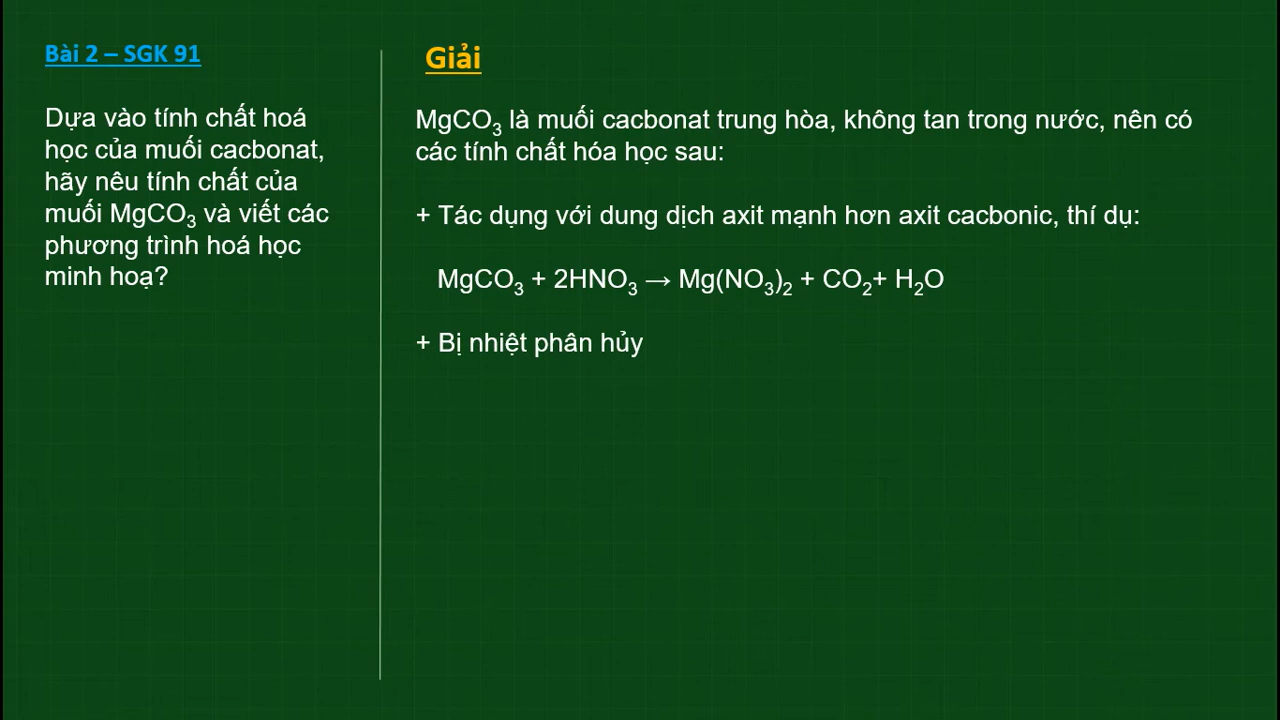 Bài 2 – SGK 91
Dựa vào tính chất hoá
học của muối cacbonat,
hãy nêu tính chất của
muối MgCO₃ và viết các
phương trình hoá học
minh hoạ?
Giải
MgCO₃ là muối cacbonat trung hòa, không tan trong nước, nên có
các tính chất hóa học sau:
+ Tác dụng với dung dịch axit mạnh hơn axit cacbonic, thí dụ:
MgCO₃ + 2HNO₃ → Mg(NO₃)₂ + CO₂+ H₂O
+ Bị nhiệt phân hủy